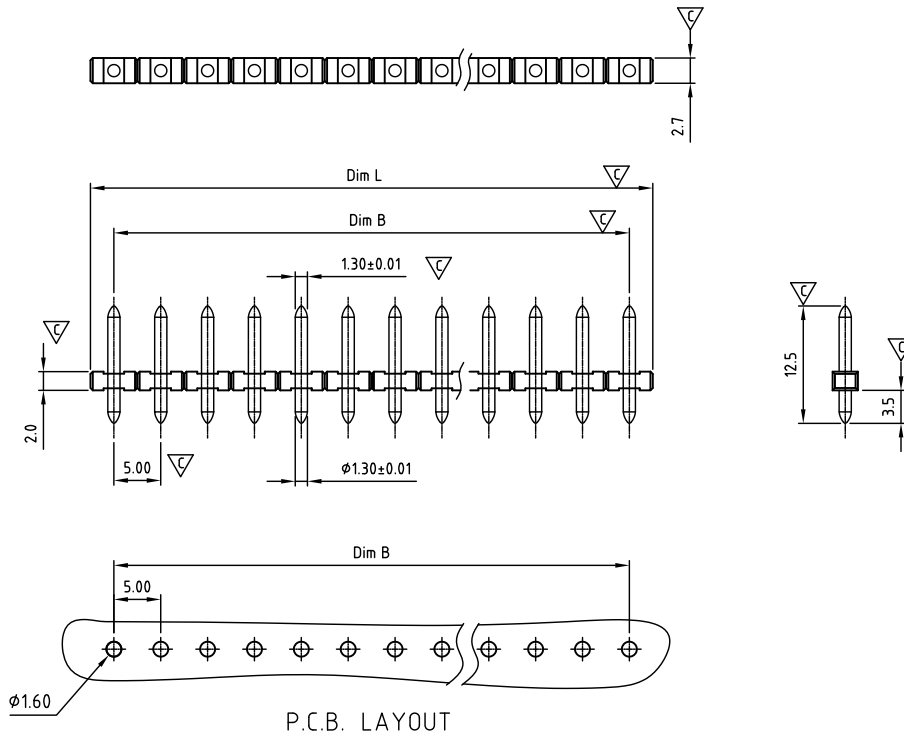 C
2.7
Dim L
C
Dim B
C
1.30±0.01
C
C
C
12.5
C
3.5
2.0
5.00
C
ϕ1.30±0.01
Dim B
5.00
ϕ1.60
P.C.B. LAYOUT